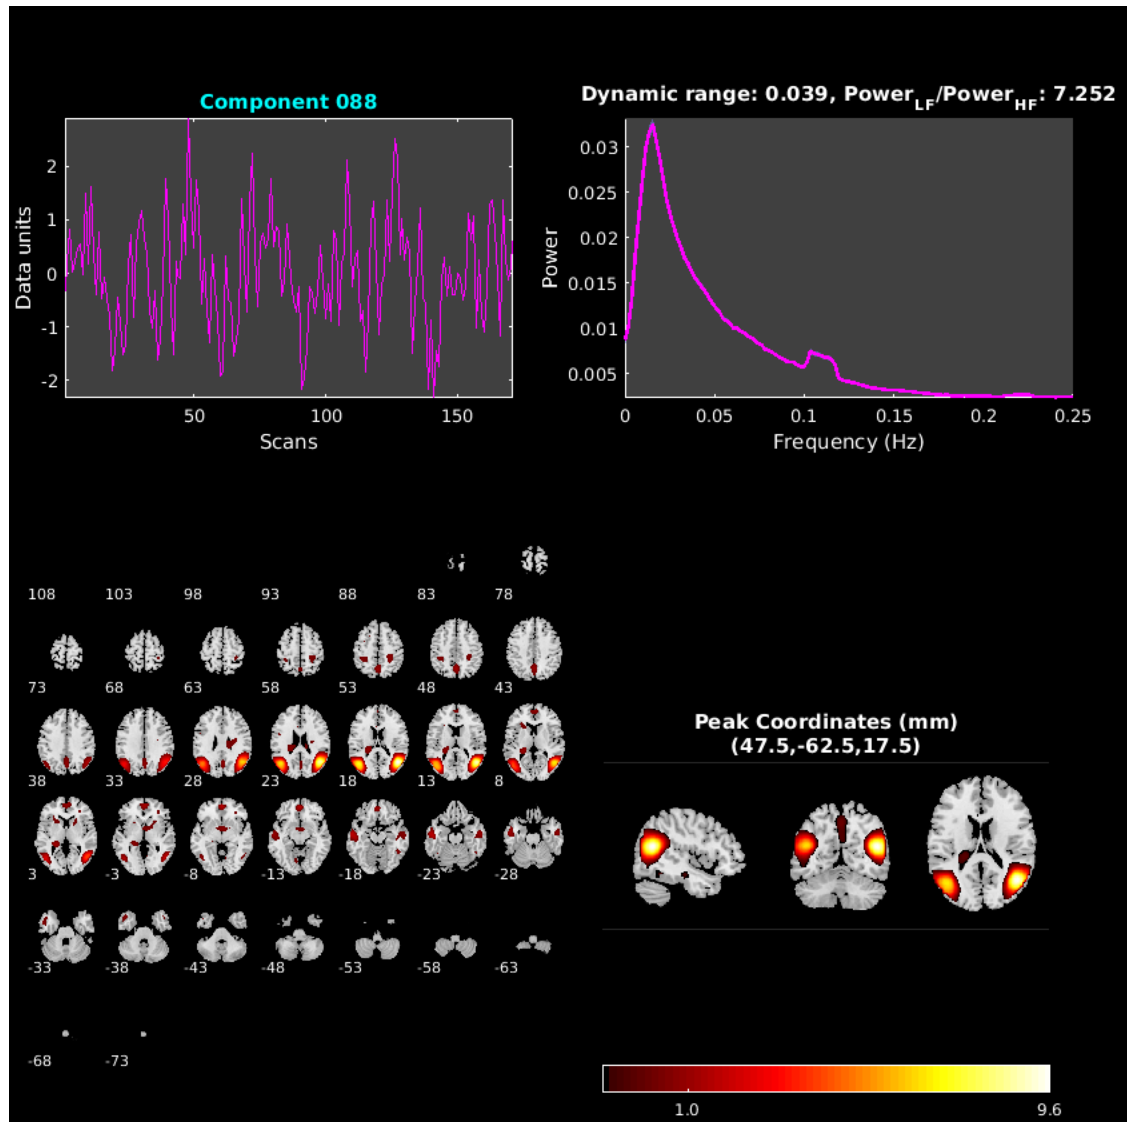 Component 088
Dynamic range: 0.039, Power_LF/Power_HF: 7.252
2
1
0
-1
-2
Data units
50 100 150
Scans
0.03
0.025
0.02
0.015
0.01
0.005
Power
0 0.05 0.1 0.15 0.2 0.25
Frequency (Hz)
108 103 98 93 88 83 78
73 68 63 58 53 48 43
38 33 28 23 18 13 8
3 -3 -8 -13 -18 -23 -28
-33 -38 -43 -48 -53 -58 -63
-68 -73
Peak Coordinates (mm)
(47.5,-62.5,17.5)
1.0 9.6